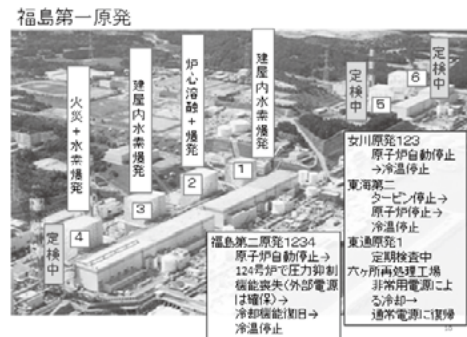 福島第一原発
火災+水素爆発
建屋内水素爆発
炉心溶融+爆発
建屋内水素爆発
定検中
定検中
定検中
6
5
1
2
3
4
女川原発123
原子炉自動停止
→冷温停止
東海第二
タービン停止→
原子炉停止→
冷温停止
東通原発1
定期検査中
六ヶ所再処理工場
非常用電源によ
る冷却→
通常電源に復帰
福島第二原発1234
原子炉自動停止→
124号炉で圧力抑制
機能喪失(外部電源
は確保)→
冷却機能復旧→
冷温停止